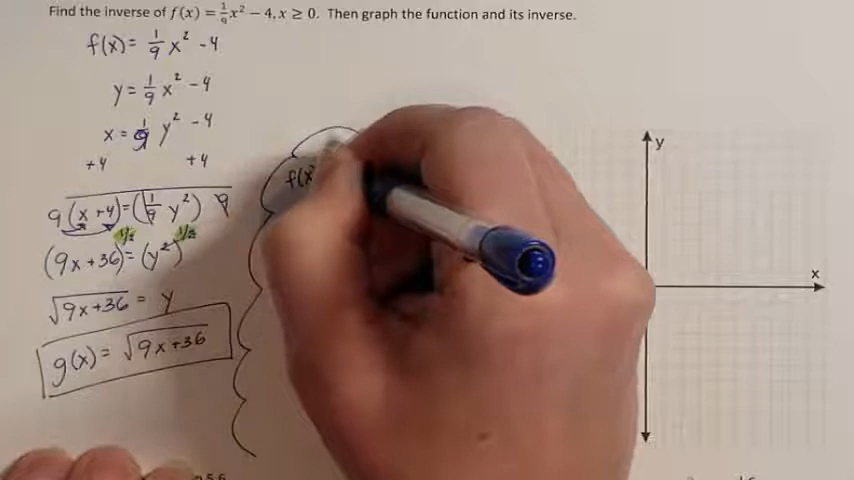 Find the inverse of f(x) = 1/9 x² − 4, x ≥ 0. Then graph the function and its inverse.
f(x) = 1/9 x² - 4
y = 1/9 x² - 4
x = 1/9 y² - 4
+4 +4
9(x+4) = (1/9 y²) 9
(9x+36)^1/2 = (y²)^1/2
√9x+36 = y
g(x) = √9x+36
f(x)
y
x